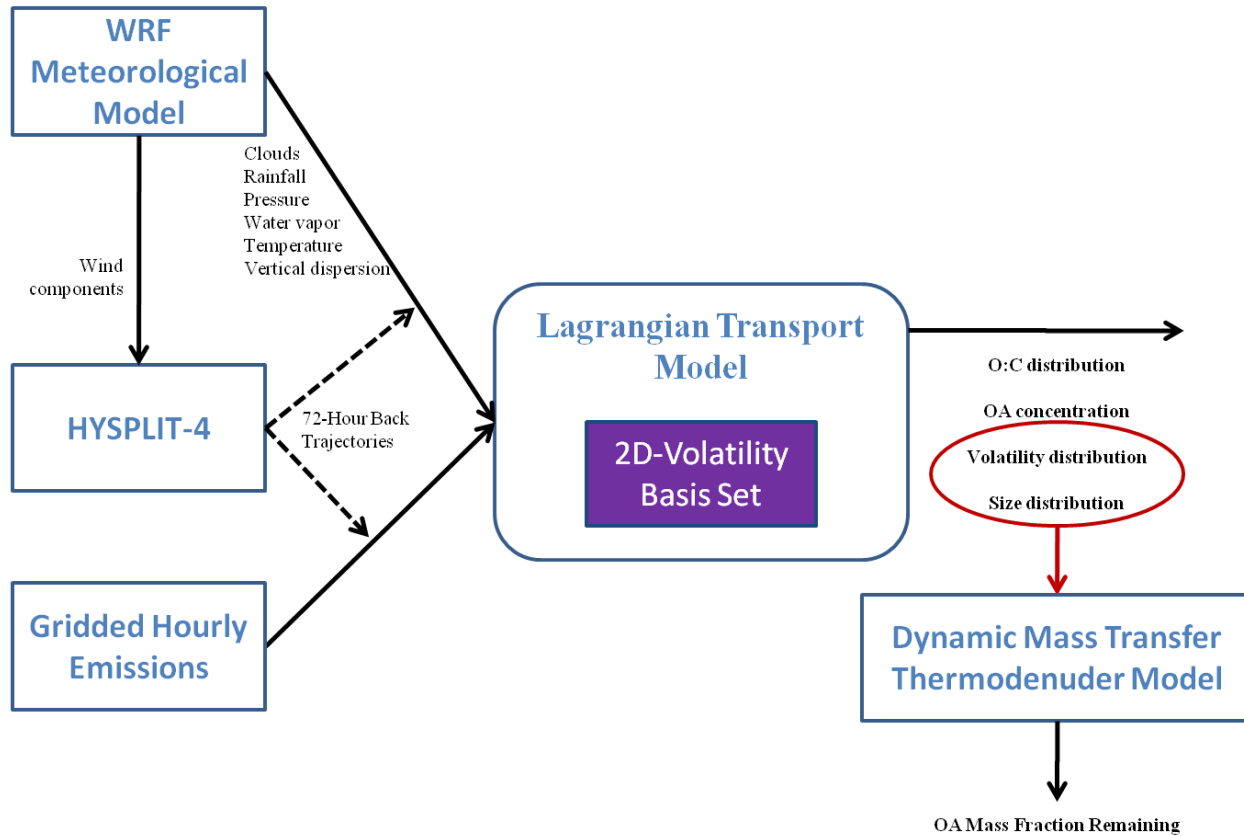 WRF
Meteorological
Model
Clouds
Rainfall
Pressure
Water vapor
Temperature
Vertical dispersion
Wind
components
HYSPLIT-4
72-Hour Back
Trajectories
Gridded Hourly
Emissions
Lagrangian Transport
Model
2D-Volatility
Basis Set
O:C distribution
OA concentration
Volatility distribution
Size distribution
Dynamic Mass Transfer
Thermodenuder Model
OA Mass Fraction Remaining